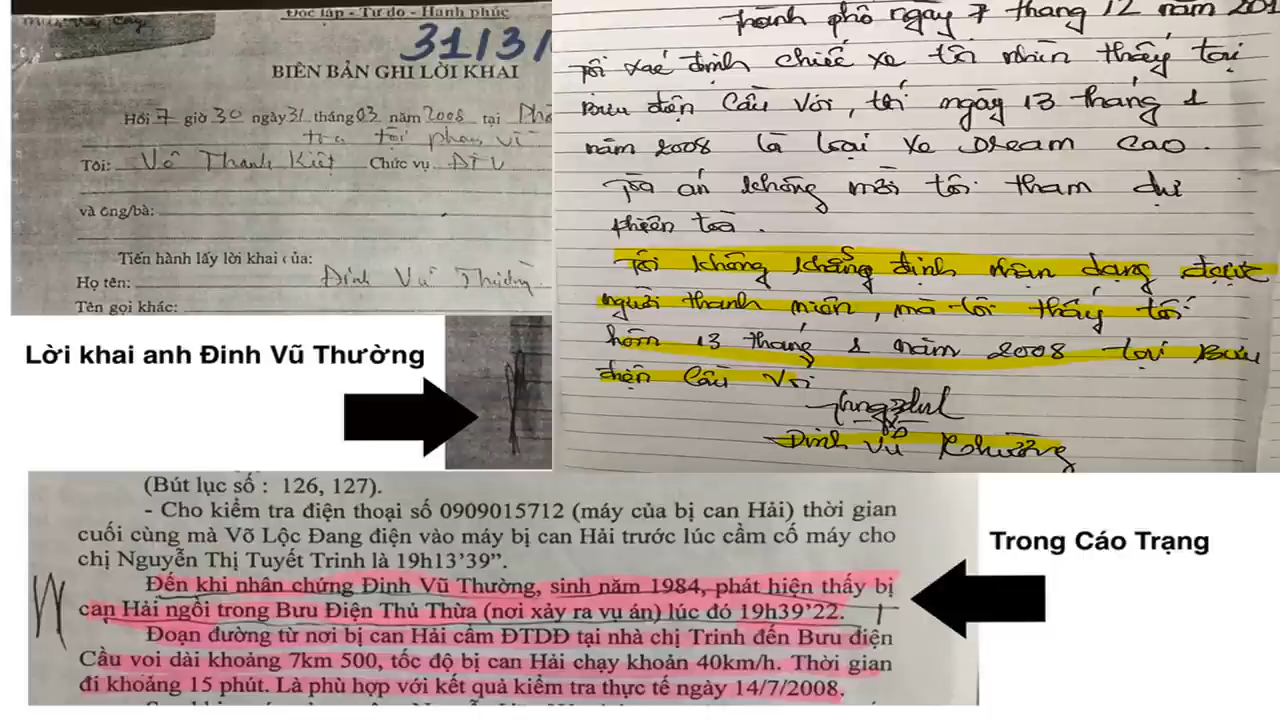 Độc lập - Tự do - Hạnh phúc
31/3/
BIÊN BẢN GHI LỜI KHAI
Hồi 7 giờ 30 ngày 31 tháng 03 năm 2008 tại
tra tội phạm về
Tôi: Võ Thanh Kiệt Chức vụ: ĐTV
và ông/bà:
Tiến hành lấy lời khai của:
Họ tên: Đinh Vũ Thường
Tên gọi khác:
Thành phố ngày 7 tháng 12 năm 201
Tôi xác định chiếc xe tôi nhìn thấy tại
Bưu điện Cầu Voi, tối ngày 13 tháng 1
năm 2008 là loại xe Dream cao.
Tòa án không mời tôi tham dự
phiên toà.
Tôi không khẳng định nhận dạng được
người thanh niên, mà tôi thấy tối
hôm 13 tháng 1 năm 2008 tại Bưu
điện Cầu Voi
Đinh Vũ Thường
Lời khai anh Đinh Vũ Thường
(Bút lục số : 126, 127).
- Cho kiểm tra điện thoại số 0909015712 (máy của bị can Hải) thời gian
cuối cùng mà Võ Lộc Đang điện vào máy bị can Hải trước lúc cầm cố máy cho
chị Nguyễn Thị Tuyết Trinh là 19h13'39".
Đến khi nhân chứng Đinh Vũ Thường, sinh năm 1984, phát hiện thấy bị
can Hải ngồi trong Bưu Điện Thủ Thừa (nơi xảy ra vụ án) lúc đó 19h39'22.
Đoạn đường từ nơi bị can Hải cầm ĐTDĐ tại nhà chị Trinh đến Bưu điện
Cầu voi dài khoảng 7km 500, tốc độ bị can Hải chạy khoản 40km/h. Thời gian
đi khoảng 15 phút. Là phù hợp với kết quả kiểm tra thực tế ngày 14/7/2008.
Trong Cáo Trạng